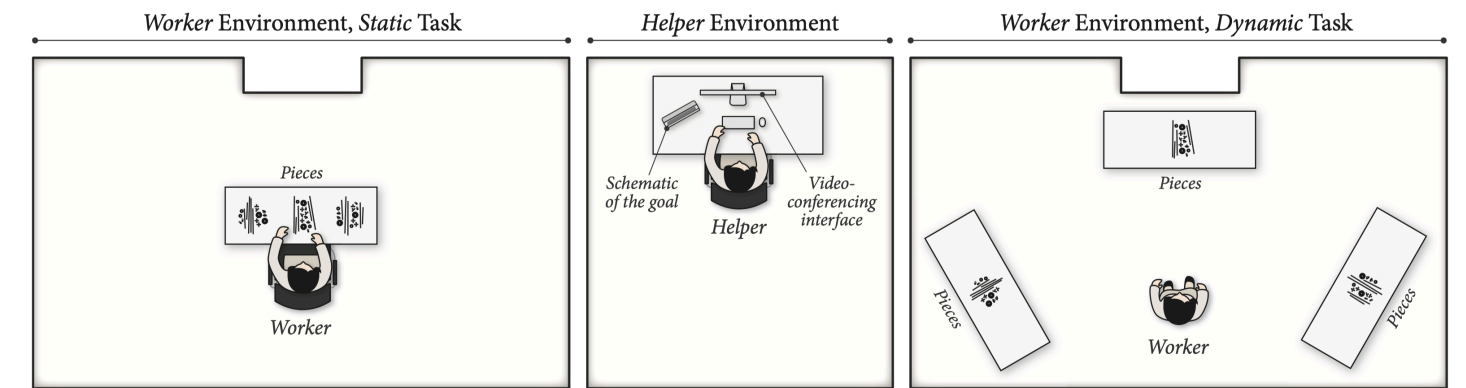 Worker Environment, Static Task
Helper Environment
Worker Environment, Dynamic Task
Pieces
Worker
Schematic
of the goal
Video-
conferencing
interface
Helper
Pieces
Pieces
Pieces
Worker